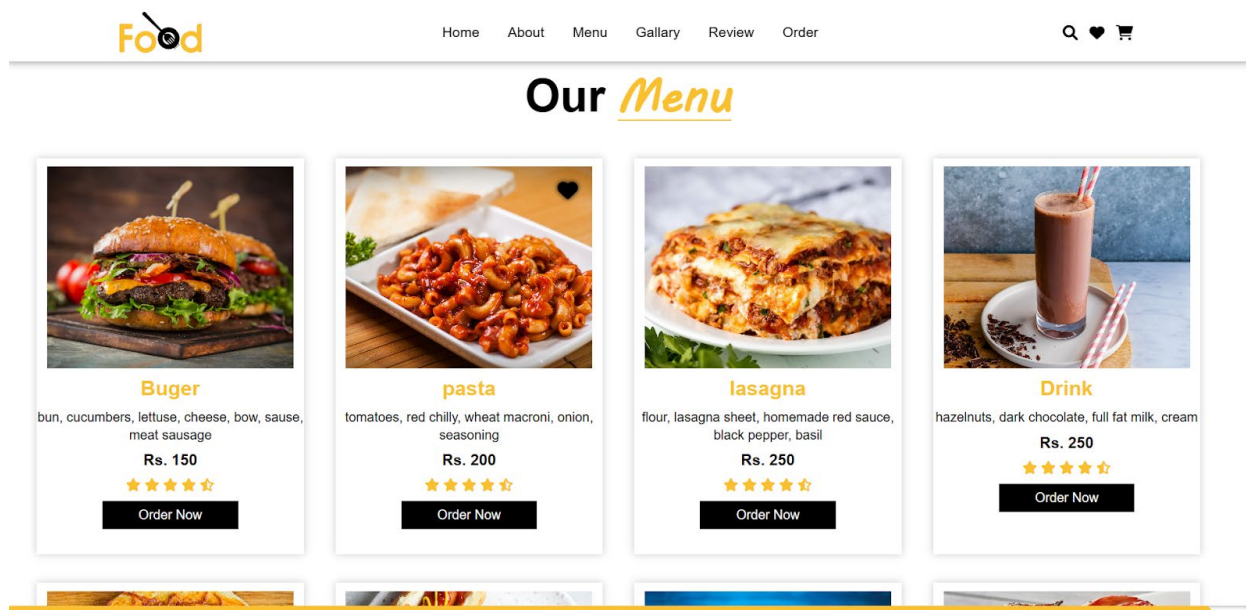 Food
Home About Menu Gallary Review Order
Our Menu
Buger
bun, cucumbers, lettuse, cheese, bow, sause,
meat sausage
Rs. 150
Order Now
pasta
tomatoes, red chilly, wheat macroni, onion,
seasoning
Rs. 200
Order Now
lasagna
flour, lasagna sheet, homemade red sauce,
black pepper, basil
Rs. 250
Order Now
Drink
hazelnuts, dark chocolate, full fat milk, cream
Rs. 250
Order Now